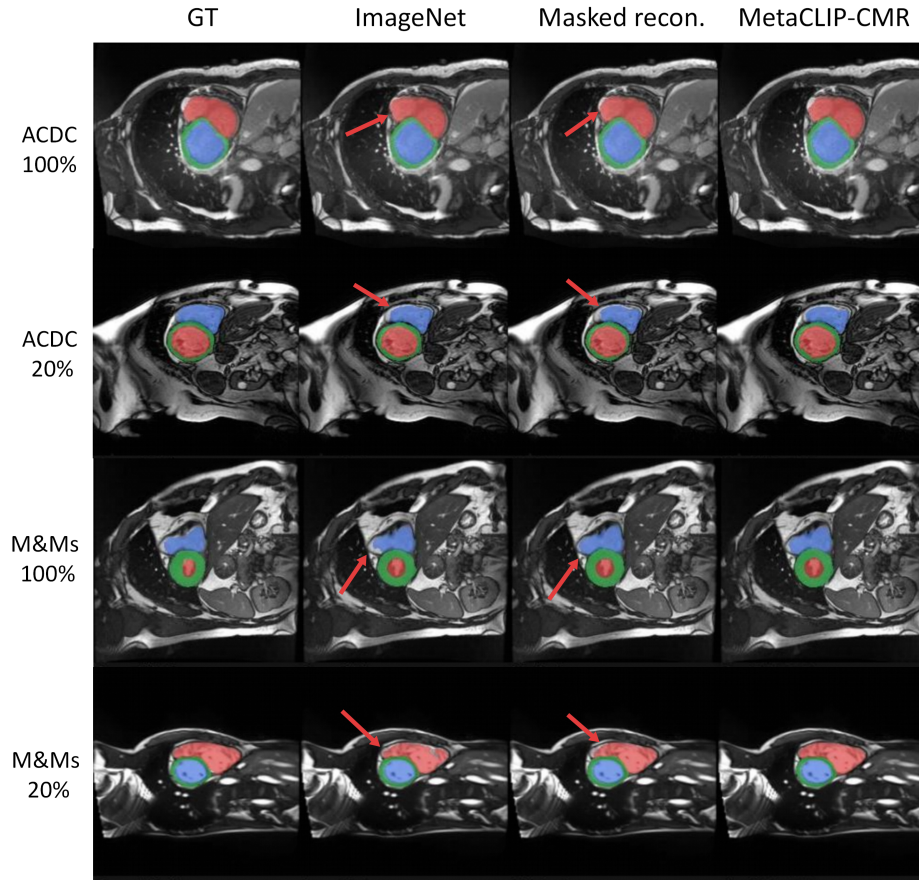 GT ImageNet Masked recon. MetaCLIP-CMR
ACDC
100%
ACDC
20%
M&Ms
100%
M&Ms
20%